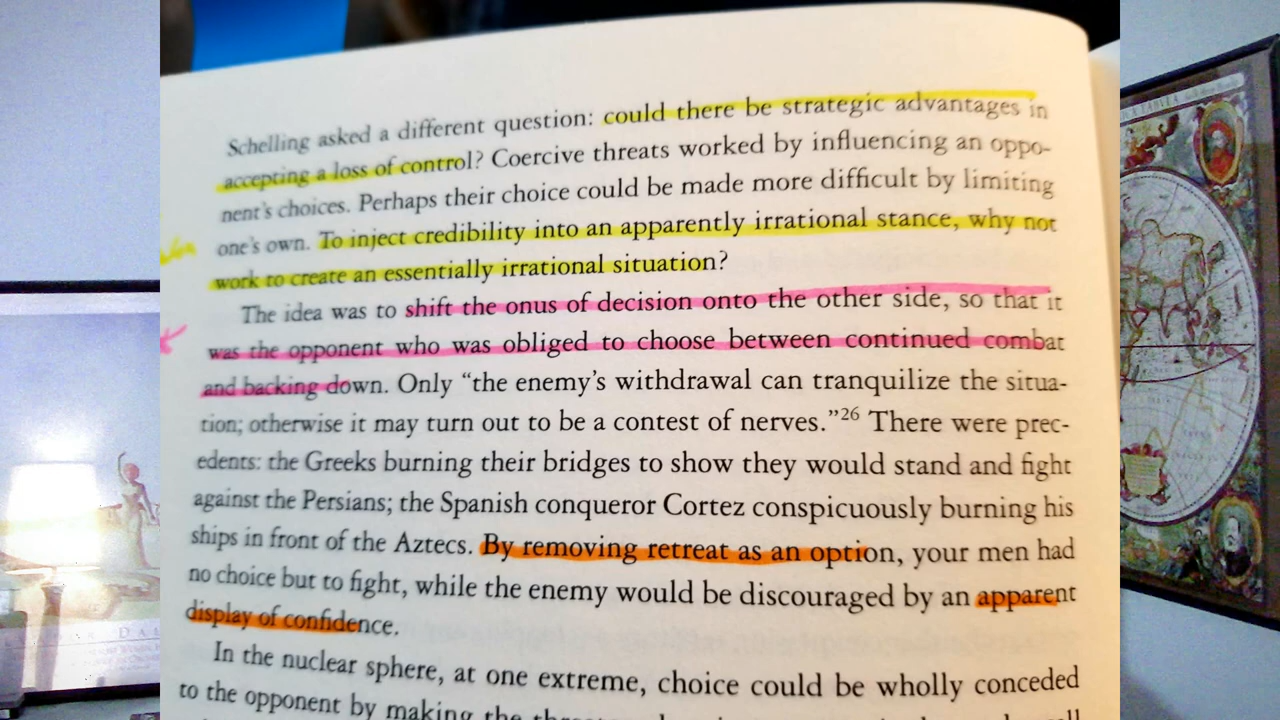 Schelling asked a different question: could there be strategic advantages in
accepting a loss of control? Coercive threats worked by influencing an oppo-
nent's choices. Perhaps their choice could be made more difficult by limiting
one's own. To inject credibility into an apparently irrational stance, why not
work to create an essentially irrational situation?
The idea was to shift the onus of decision onto the other side, so that it
was the opponent who was obliged to choose between continued combat
and backing down. Only “the enemy's withdrawal can tranquilize the situa-
tion; otherwise it may turn out to be a contest of nerves.”26 There were prec-
edents: the Greeks burning their bridges to show they would stand and fight
against the Persians; the Spanish conqueror Cortez conspicuously burning his
ships in front of the Aztecs. By removing retreat as an option, your men had
no choice but to fight, while the enemy would be discouraged by an apparent
display of confidence.
In the nuclear sphere, at one extreme, choice could be wholly conceded
to the opponent by making the
TABVLA